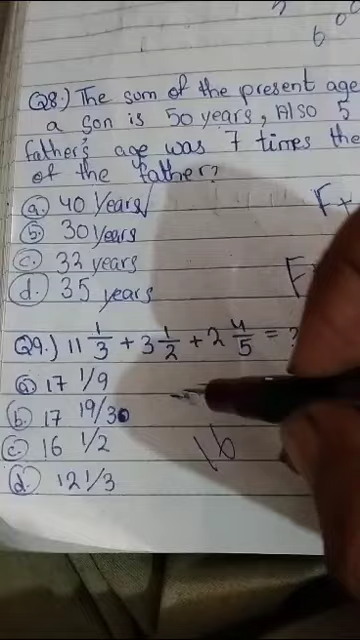 6
Q8.) The sum of the present age
a son is 50 years, Also 5
father's age was 7 times the
of the father?
a. 40 years ✓
b. 30 years
c. 32 years
d. 35 years
F+
F
Q9.) 11 1/3 + 3 1/2 + 2 4/5 = ?
a. 17 1/9
b. 17 19/30
c. 16 1/2
d. 12 1/3
16